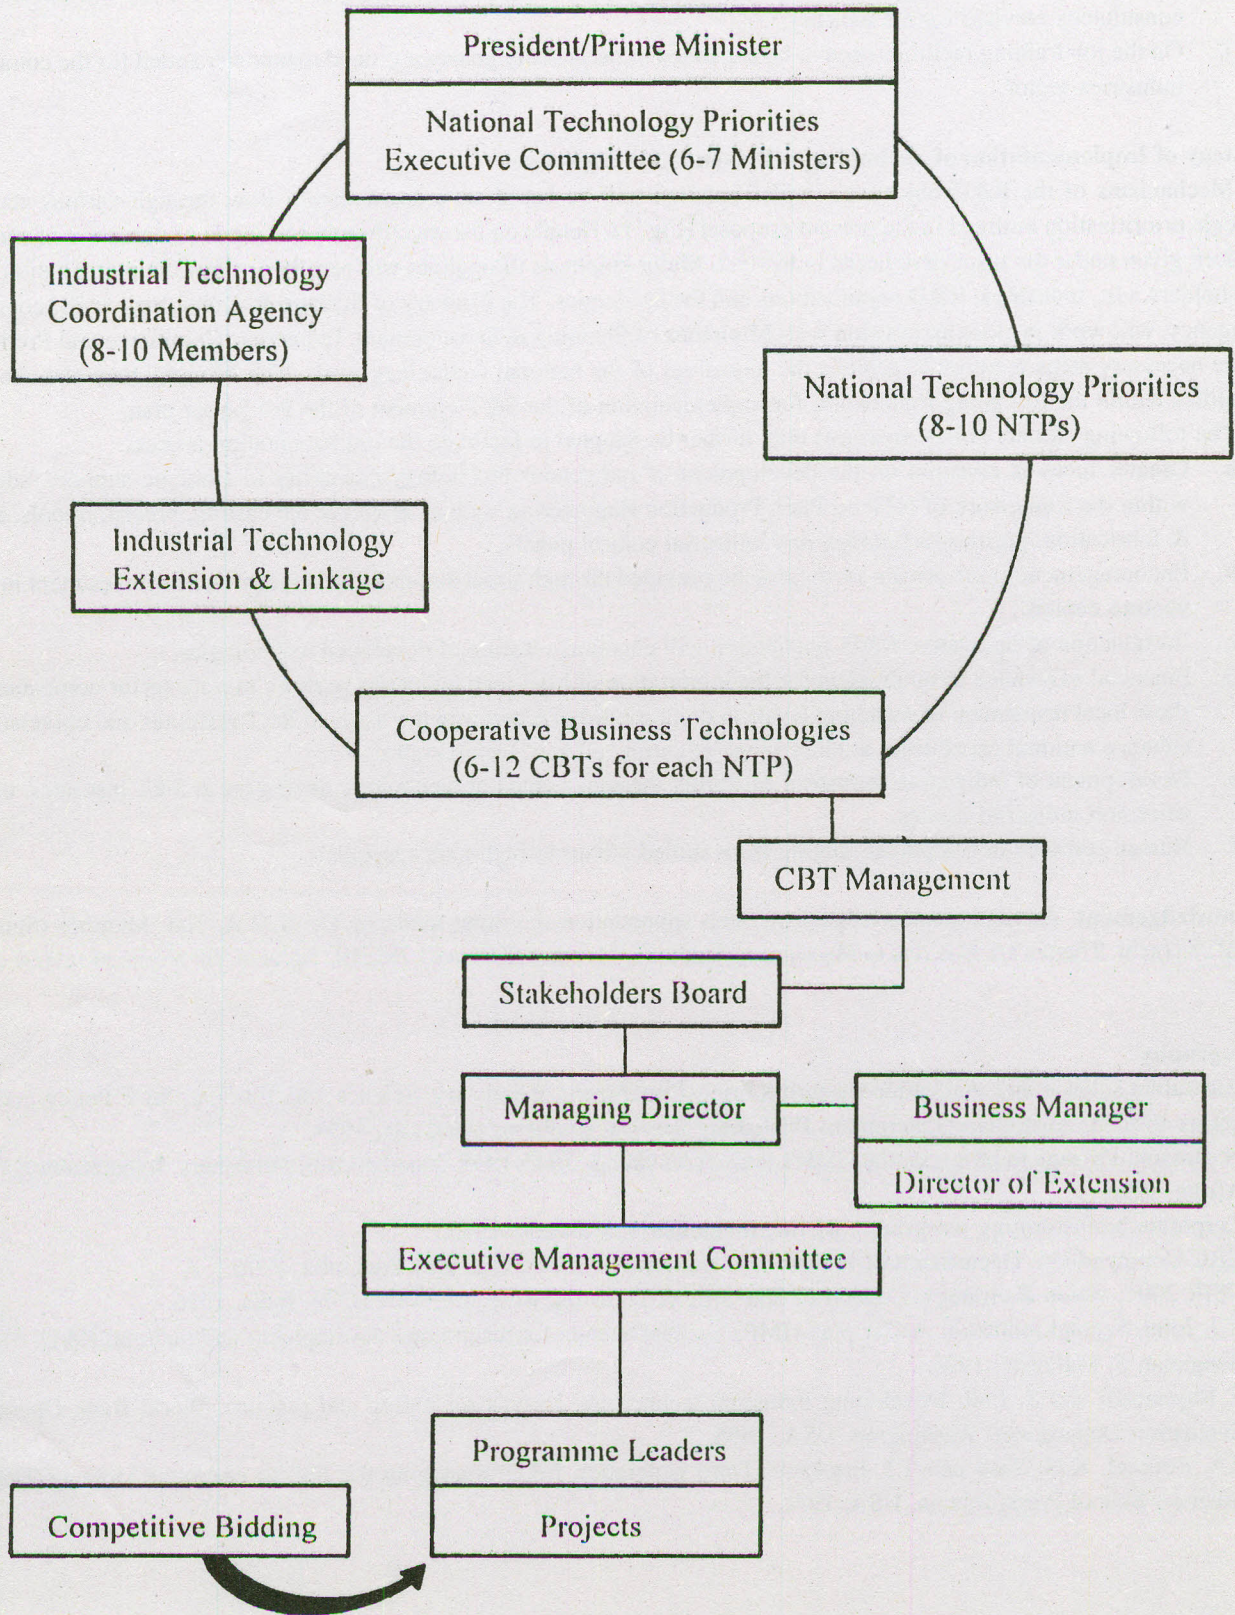 President/Prime Minister
National Technology Priorities
Executive Committee (6-7 Ministers)
Industrial Technology
Coordination Agency
(8-10 Members)
National Technology Priorities
(8-10 NTPs)
Industrial Technology
Extension & Linkage
Cooperative Business Technologies
(6-12 CBTs for each NTP)
CBT Management
Stakeholders Board
Managing Director
Business Manager
Director of Extension
Executive Management Committee
Programme Leaders
Projects
Competitive Bidding